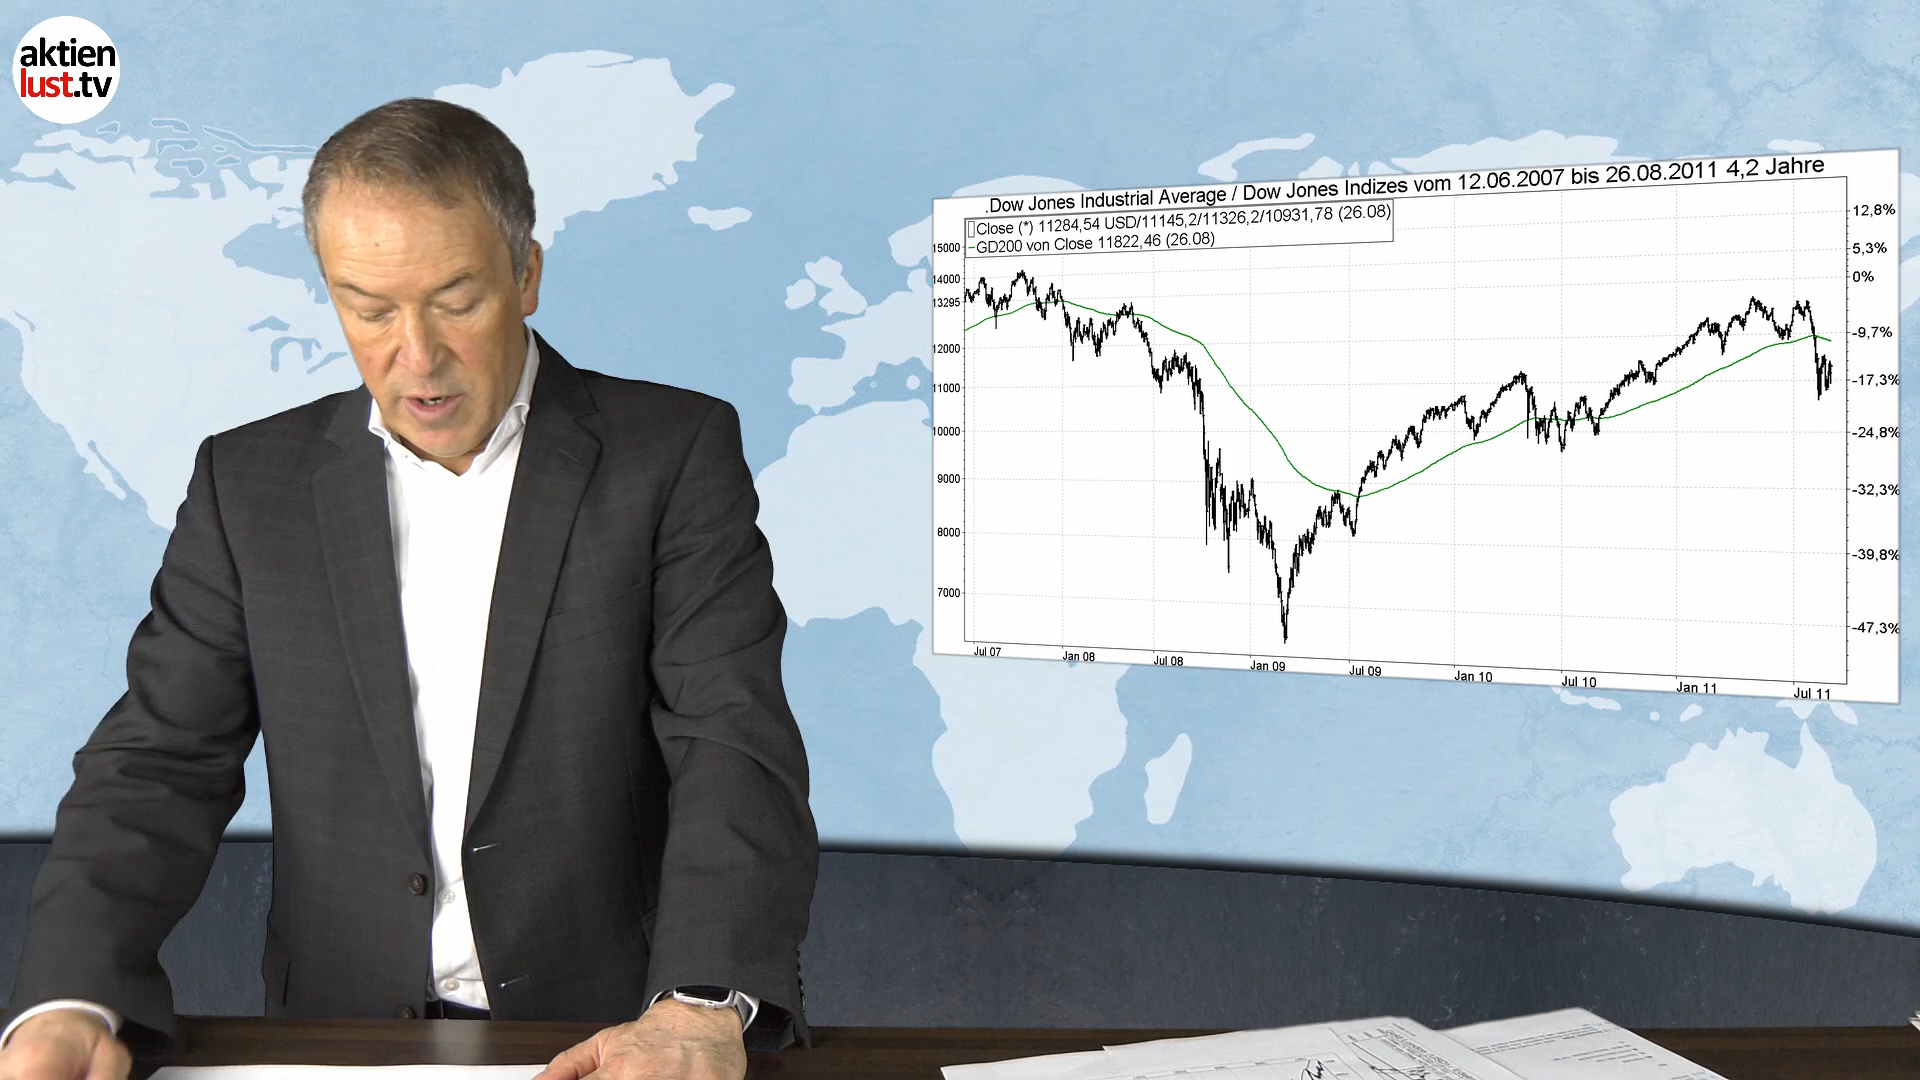 aktien
lust.tv
.Dow Jones Industrial Average / Dow Jones Indizes vom 12.06.2007 bis 26.08.2011 4,2 Jahre
Close (*) 11284,54 USD/11145,2/11326,2/10931,78 (26.08)
GD200 von Close 11822,46 (26.08)
15000
14000
13295
12000
11000
10000
9000
8000
7000
12,8%
5,3%
0%
-9,7%
-17,3%
-24,8%
-32,3%
-39,8%
-47,3%
Jul 07
Jan 08
Jul 08
Jan 09
Jul 09
Jan 10
Jul 10
Jan 11
Jul 11